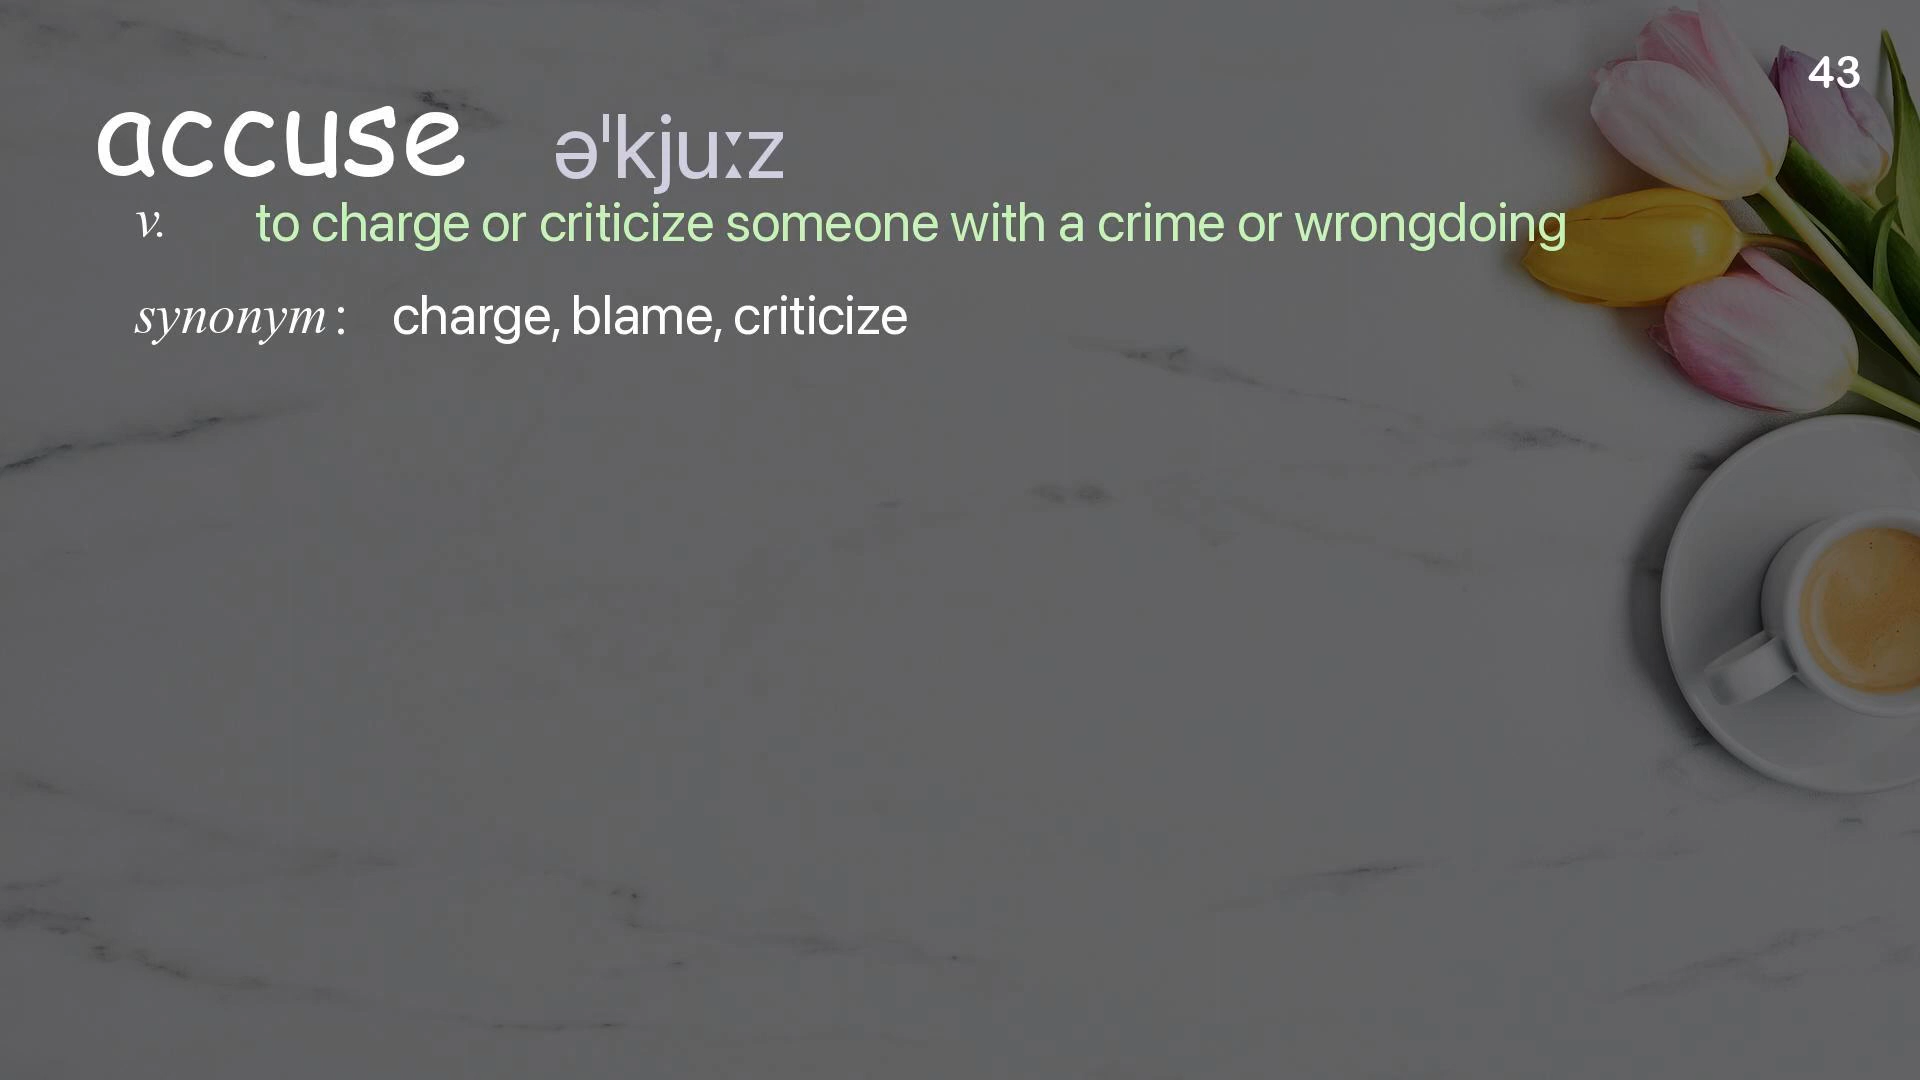 43
accuse əˈkjuːz
v. to charge or criticize someone with a crime or wrongdoing
synonym : charge, blame, criticize